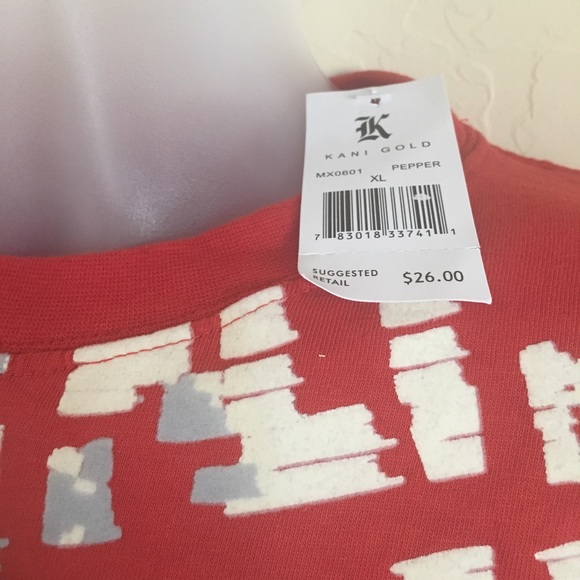 K
KANI GOLD
MX0601 PEPPER
XL
7 83018 33741 1
SUGGESTED
RETAIL
$26.00